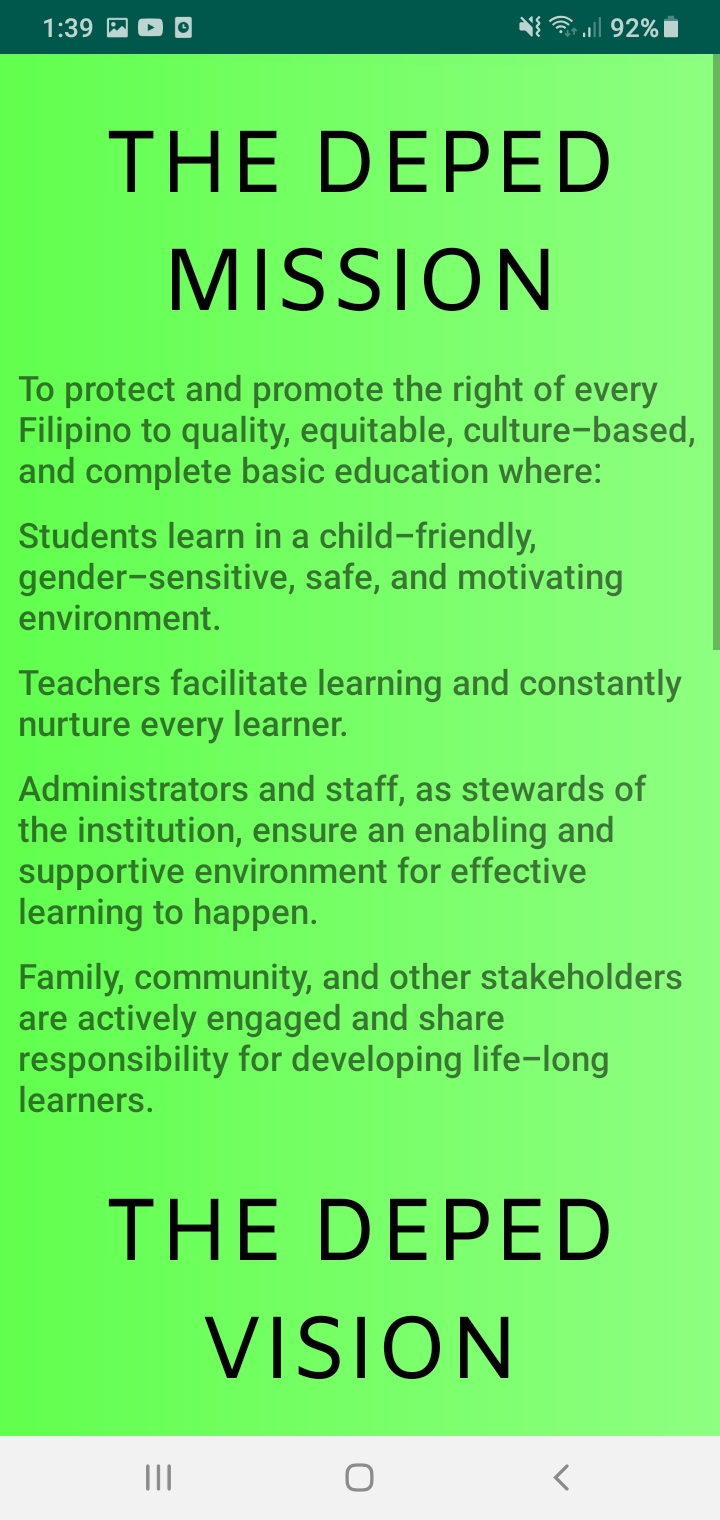 1:39
92%
THE DEPED
MISSION
To protect and promote the right of every
Filipino to quality, equitable, culture–based,
and complete basic education where:
Students learn in a child–friendly,
gender–sensitive, safe, and motivating
environment.
Teachers facilitate learning and constantly
nurture every learner.
Administrators and staff, as stewards of
the institution, ensure an enabling and
supportive environment for effective
learning to happen.
Family, community, and other stakeholders
are actively engaged and share
responsibility for developing life–long
learners.
THE DEPED
VISION